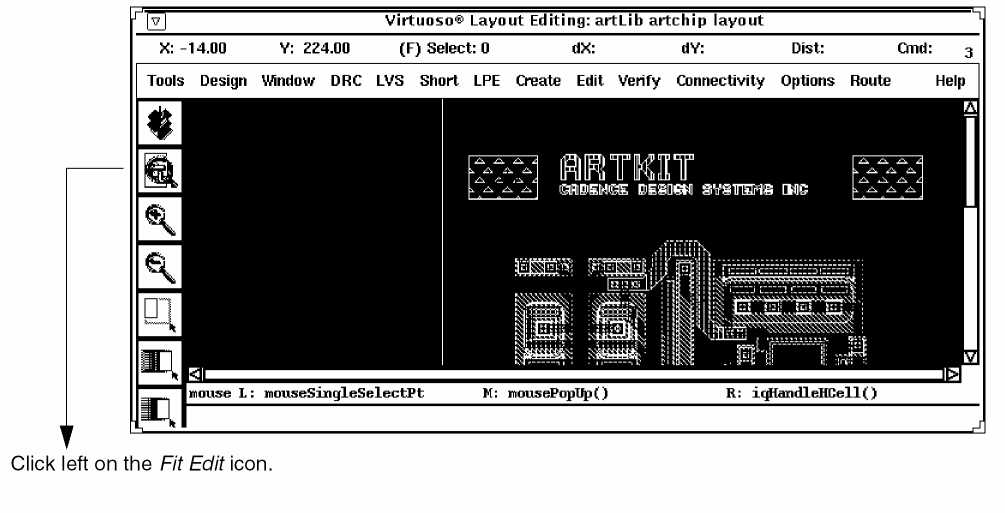 Virtuoso® Layout Editing: artLib artchip layout
X: -14.00 Y: 224.00 (F) Select: 0 dX: dY: Dist: Cmd: 3
Tools Design Window DRC LVS Short LPE Create Edit Verify Connectivity Options Route Help
ARTKIT
CADENCE DESIGN SYSTEMS INC
mouse L: mouseSingleSelectPt M: mousePopUp() R: iqHandleHCell()
Click left on the Fit Edit icon.